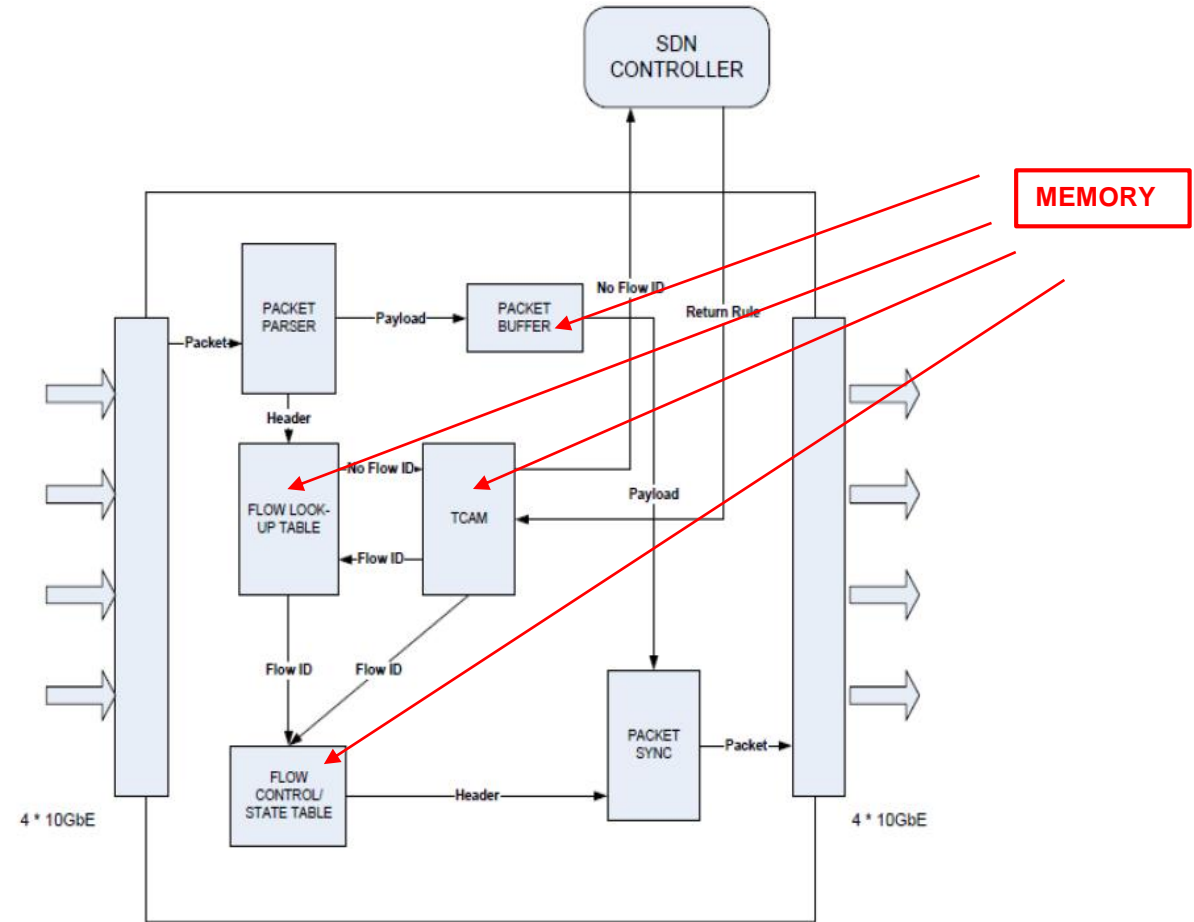 SDN
CONTROLLER
MEMORY
No Flow ID
Return Rule
PACKET
PARSER
Payload
PACKET
BUFFER
Packet
Header
FLOW LOOK-
UP TABLE
No Flow ID
TCAM
Flow ID
Payload
Flow ID
Flow ID
PACKET
SYNC
Packet
FLOW
CONTROL/
STATE TABLE
Header
4 * 10GbE
4 * 10GbE